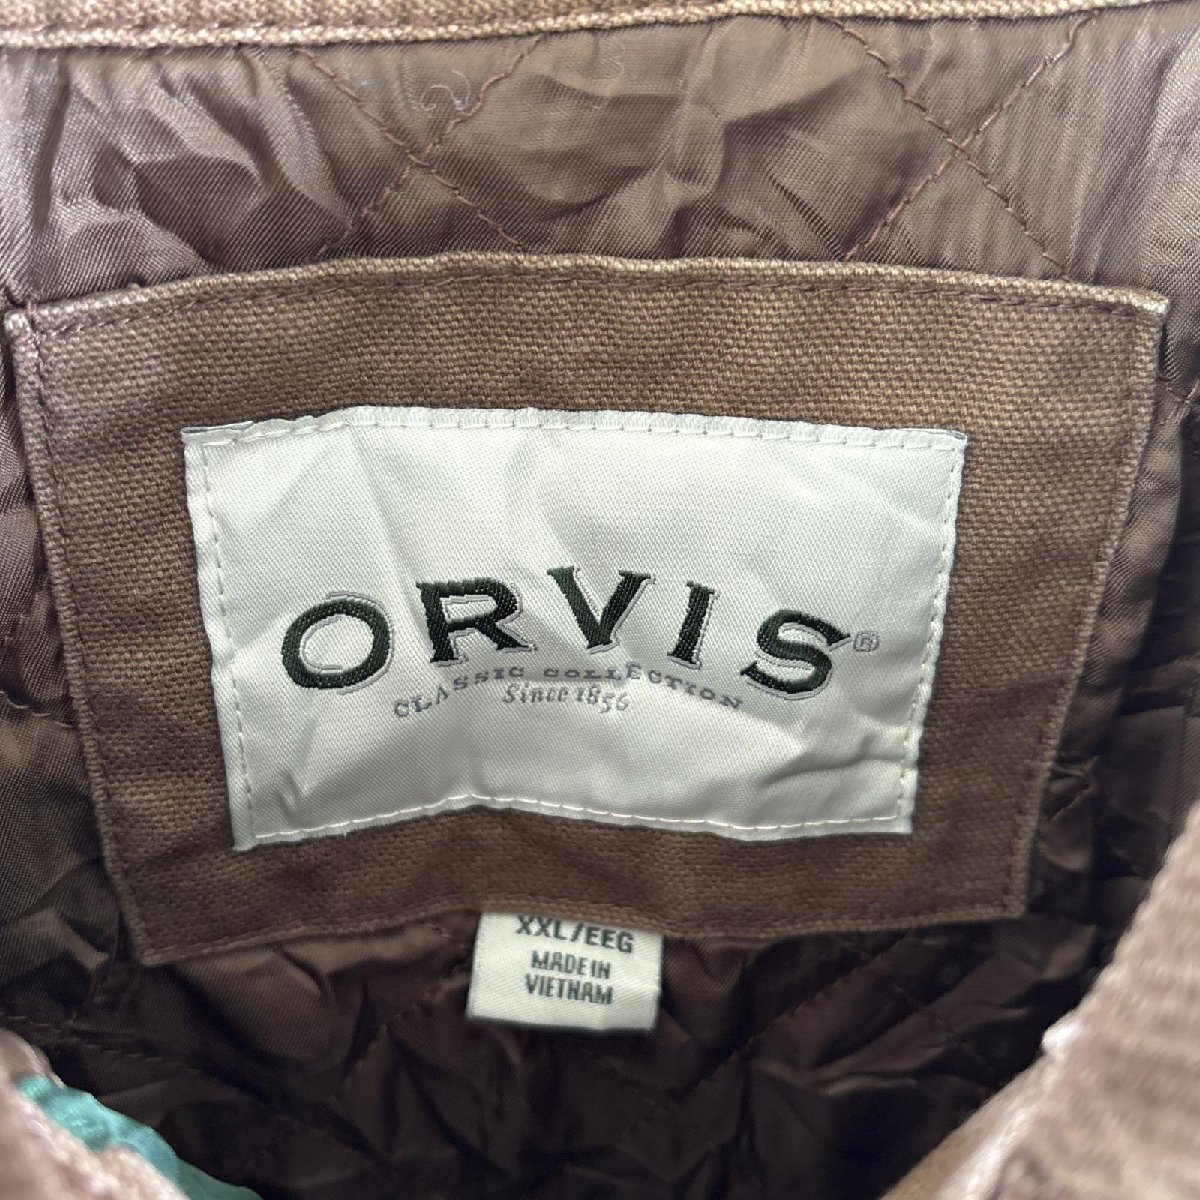 ORVIS®
CLASSIC COLLECTION
Since 1856
XXL/EEG
MADE IN
VIETNAM